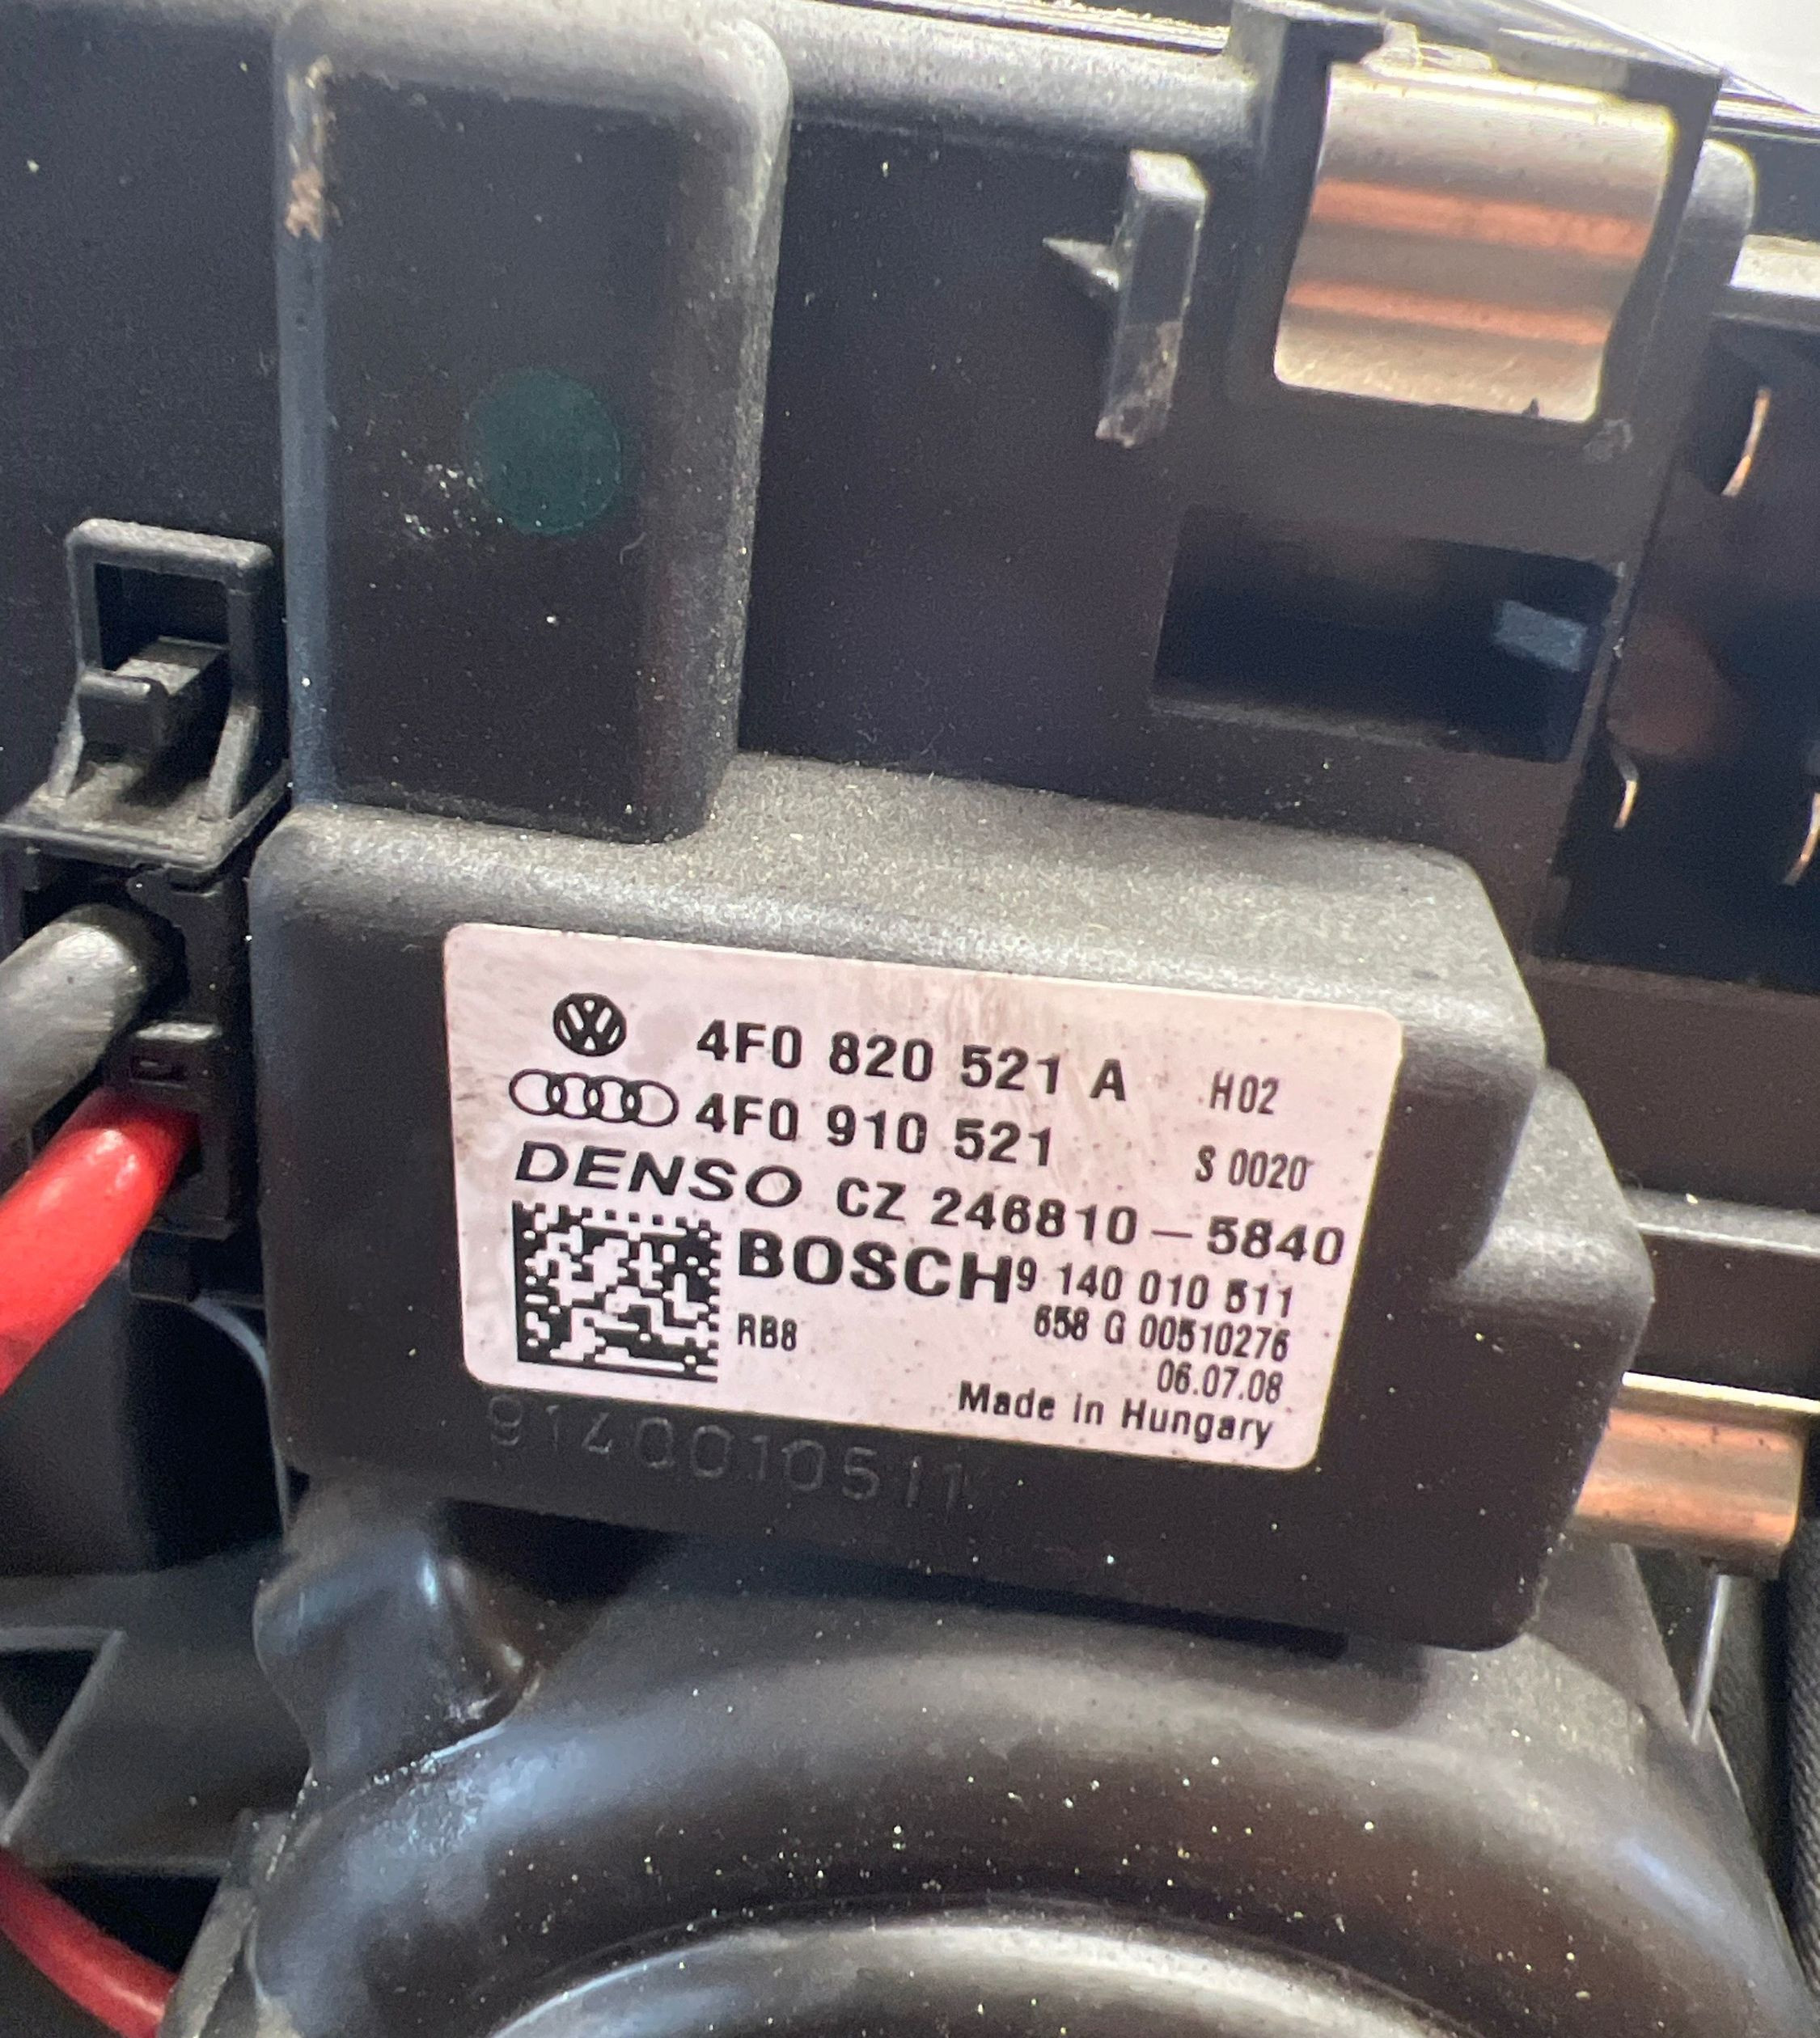 4F0 820 521 A H02
4F0 910 521 S 0020
DENSO CZ 246810-5840
BOSCH 9 140 010 511
RB8 658 G 00510276
06.07.08
Made in Hungary
9140010511